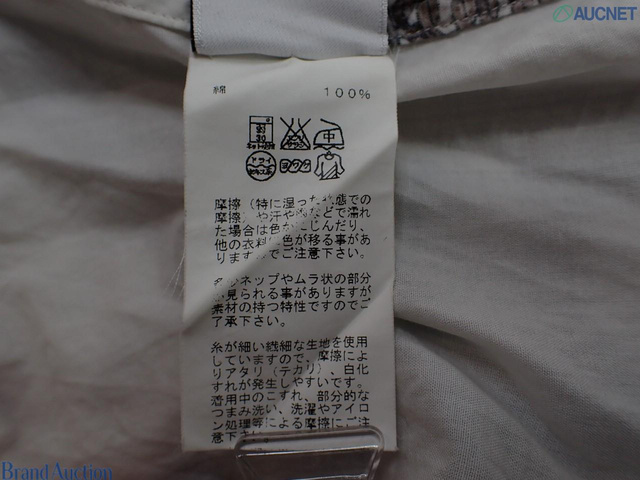 AUCNET
綿 100%
中
ドライ
ヨワク
摩擦(特に湿った状態での
摩擦)や汗や雨などで濡れ
た場合は色がにじんだり、
他の衣料に色が移る事があ
りますのでご注意下さい。
ネップやムラ状の部分
が見られる事がありますが
素材の持つ特性ですのでご
了承下さい。
糸が細い繊細な生地を使用
していますので、摩擦によ
りアタリ(テカリ)、白化
すれが発生しやすいです。
着用中のこすれ、部分的な
つまみ洗い、洗濯やアイロ
ン処理等による摩擦にご注
意下さい。
Brand Auction